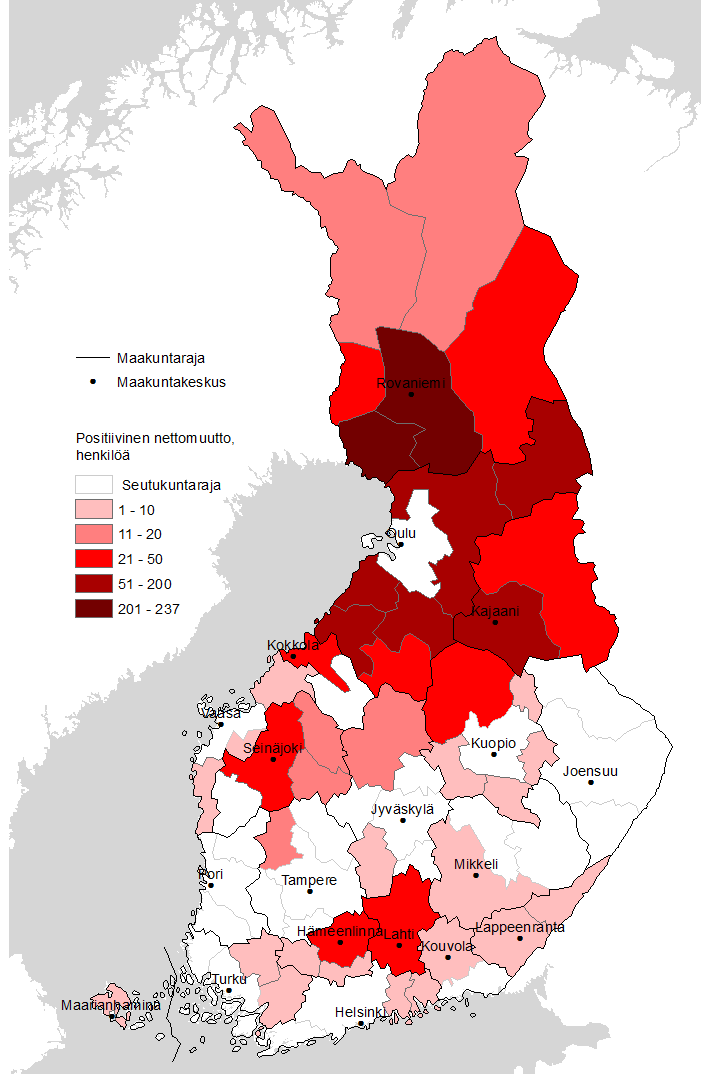 Maakuntaraja
Rovaniemi
Maakuntakeskus
Positiivinen nettomuutto,
henkilöä
Seutukuntaraja
1 - 10
11 - 20
Oulu
21 - 50
51 - 200
201 - 237
Kajaani
Kokkola
Vaasa
Kuopio
Seinäjoki
Joensuu
Jyväskylä
Mikkeli
Pori
Tampere
Lappeenranta
Hämeenlinna
Lahti
Kouvola
Turku
Maarianhamina
Helsinki